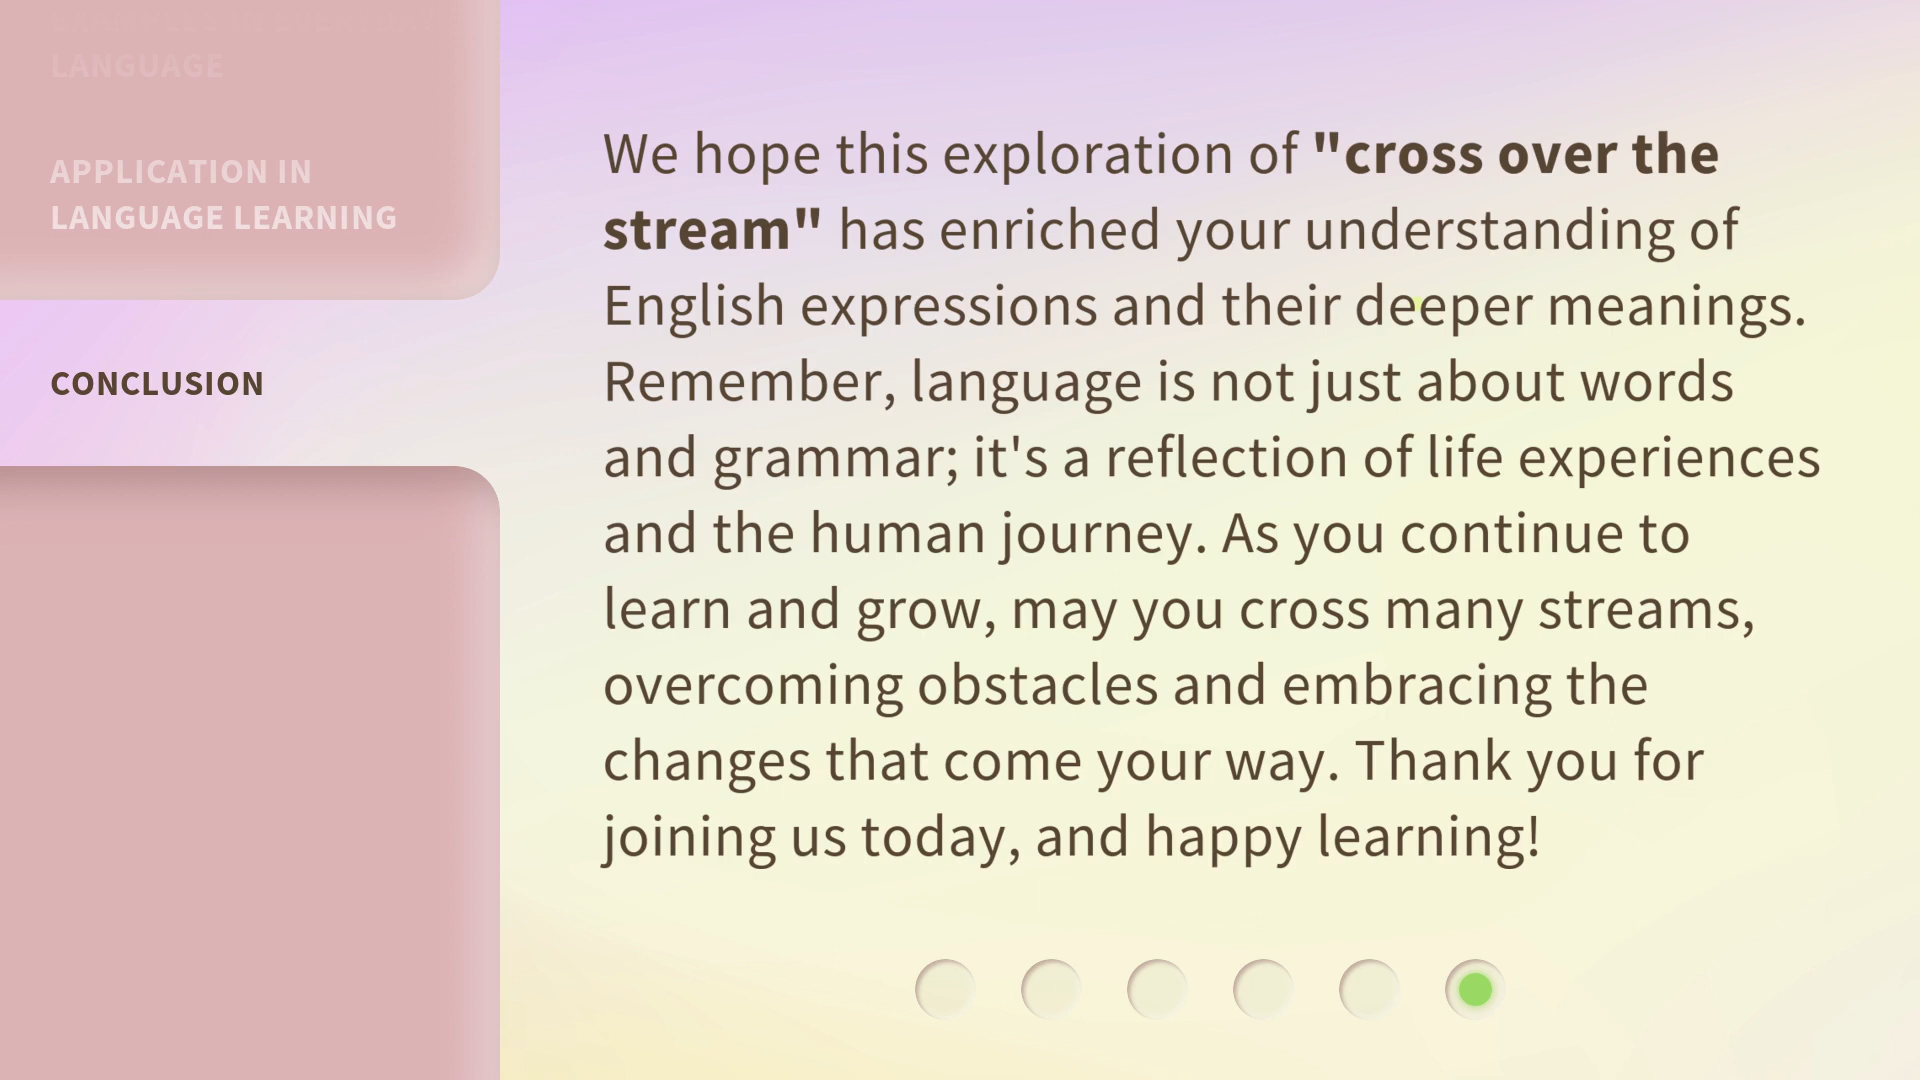 LANGUAGE
APPLICATION IN
LANGUAGE LEARNING
CONCLUSION
We hope this exploration of "cross over the
stream" has enriched your understanding of
English expressions and their deeper meanings.
Remember, language is not just about words
and grammar; it's a reflection of life experiences
and the human journey. As you continue to
learn and grow, may you cross many streams,
overcoming obstacles and embracing the
changes that come your way. Thank you for
joining us today, and happy learning!